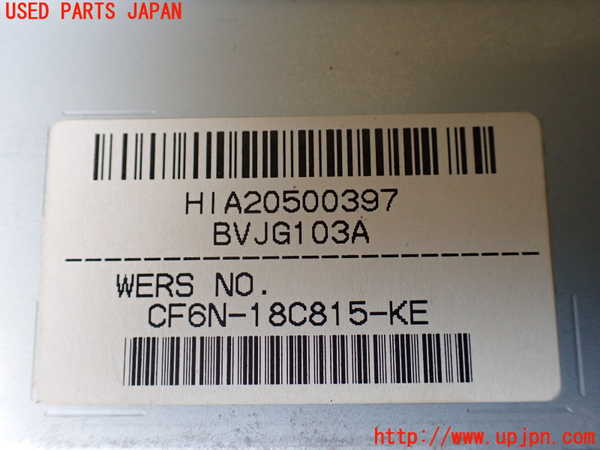 USED PARTS JAPAN
HIA20500397
BVJG103A
WERS NO.
CF6N-18C815-KE
http://www.upjpn.com/